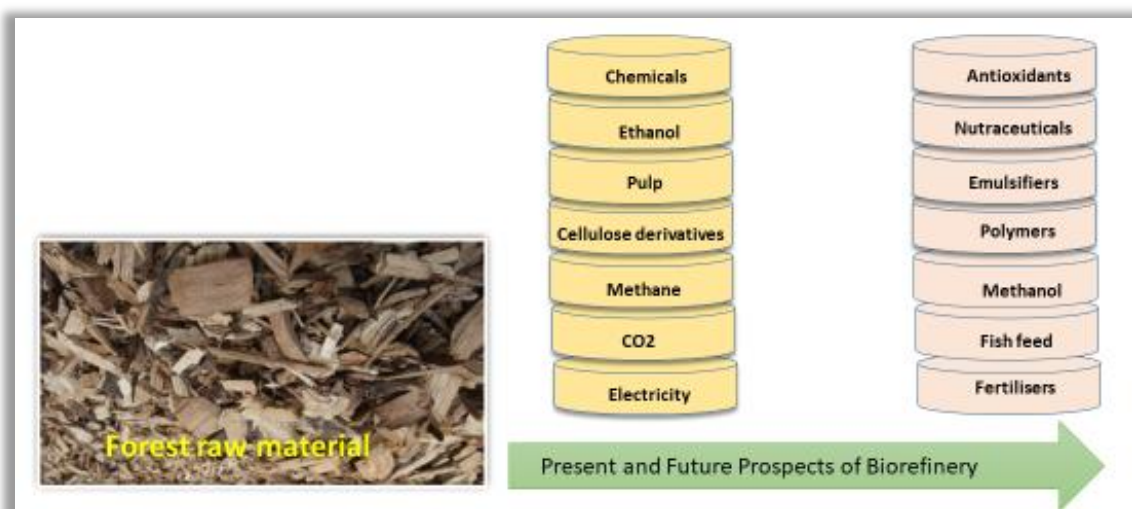 Chemicals
Ethanol
Pulp
Cellulose derivatives
Methane
CO2
Electricity
Antioxidants
Nutraceuticals
Emulsifiers
Polymers
Methanol
Fish feed
Fertilisers
Forest raw material
Present and Future Prospects of Biorefinery